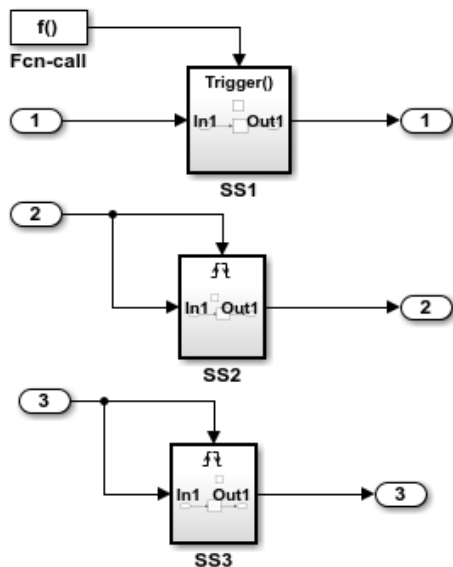 f()
Fcn-call
Trigger()
1 In1 Out1 1
SS1
2
In1 Out1 2
SS2
3
In1 Out1 3
SS3